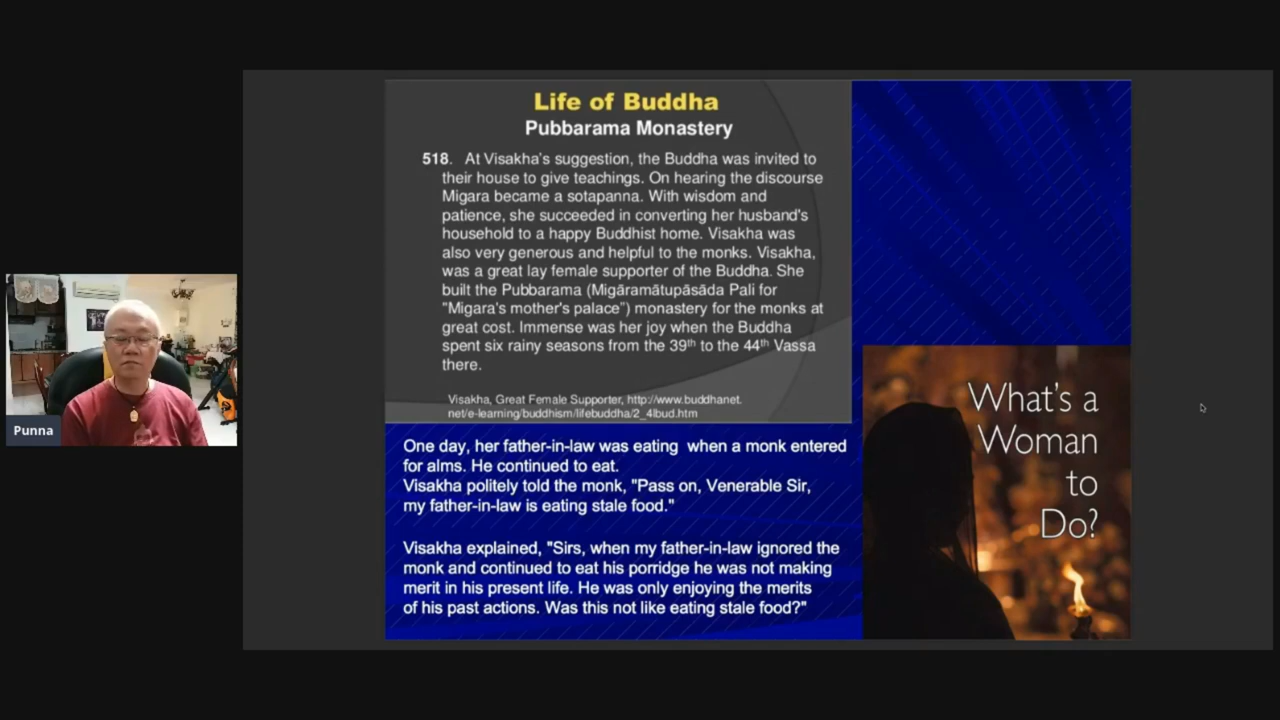 Life of Buddha
Pubbarama Monastery
518. At Visakha's suggestion, the Buddha was invited to
their house to give teachings. On hearing the discourse
Migara became a sotapanna. With wisdom and
patience, she succeeded in converting her husband's
household to a happy Buddhist home. Visakha was
also very generous and helpful to the monks. Visakha,
was a great lay female supporter of the Buddha. She
built the Pubbarama (Migāramātupāsāda Pali for
"Migara's mother's palace") monastery for the monks at
great cost. Immense was her joy when the Buddha
spent six rainy seasons from the 39th to the 44th Vassa
there.
Visakha, Great Female Supporter, http://www.buddhanet.
net/e-learning/buddhism/lifebuddha/2_4lbud.htm
One day, her father-in-law was eating when a monk entered
for alms. He continued to eat.
Visakha politely told the monk, "Pass on, Venerable Sir,
my father-in-law is eating stale food."
Visakha explained, "Sirs, when my father-in-law ignored the
monk and continued to eat his porridge he was not making
merit in his present life. He was only enjoying the merits
of his past actions. Was this not like eating stale food?"
What's a
Woman
to
Do?
Punna